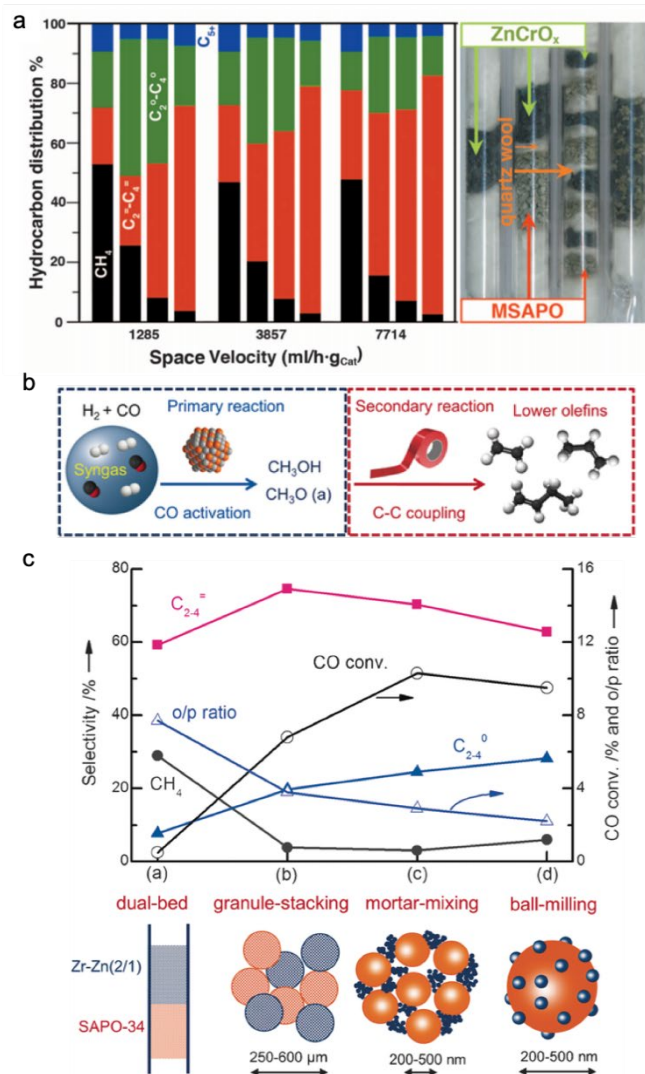 a
100
80
60
40
20
0
Hydrocarbon distribution %
C₅₊
C₂°-C₄°
C₂⁼-C₄⁼
CH₄
1285
3857
7714
Space Velocity (ml/h·gCat)
ZnCrOₓ
quartz wool
MSAPO
b
H₂ + CO
Syngas
Primary reaction
CO activation
CH₃OH
CH₃O (a)
Secondary reaction
C-C coupling
Lower olefins
c
80
60
40
20
0
Selectivity /%
16
12
8
4
0
CO conv. /% and o/p ratio
C₂₋₄⁼
CO conv.
o/p ratio
C₂₋₄⁰
CH₄
(a)
(b)
(c)
(d)
dual-bed
granule-stacking
mortar-mixing
ball-milling
Zr-Zn(2/1)
SAPO-34
250-600 µm
200-500 nm
200-500 nm